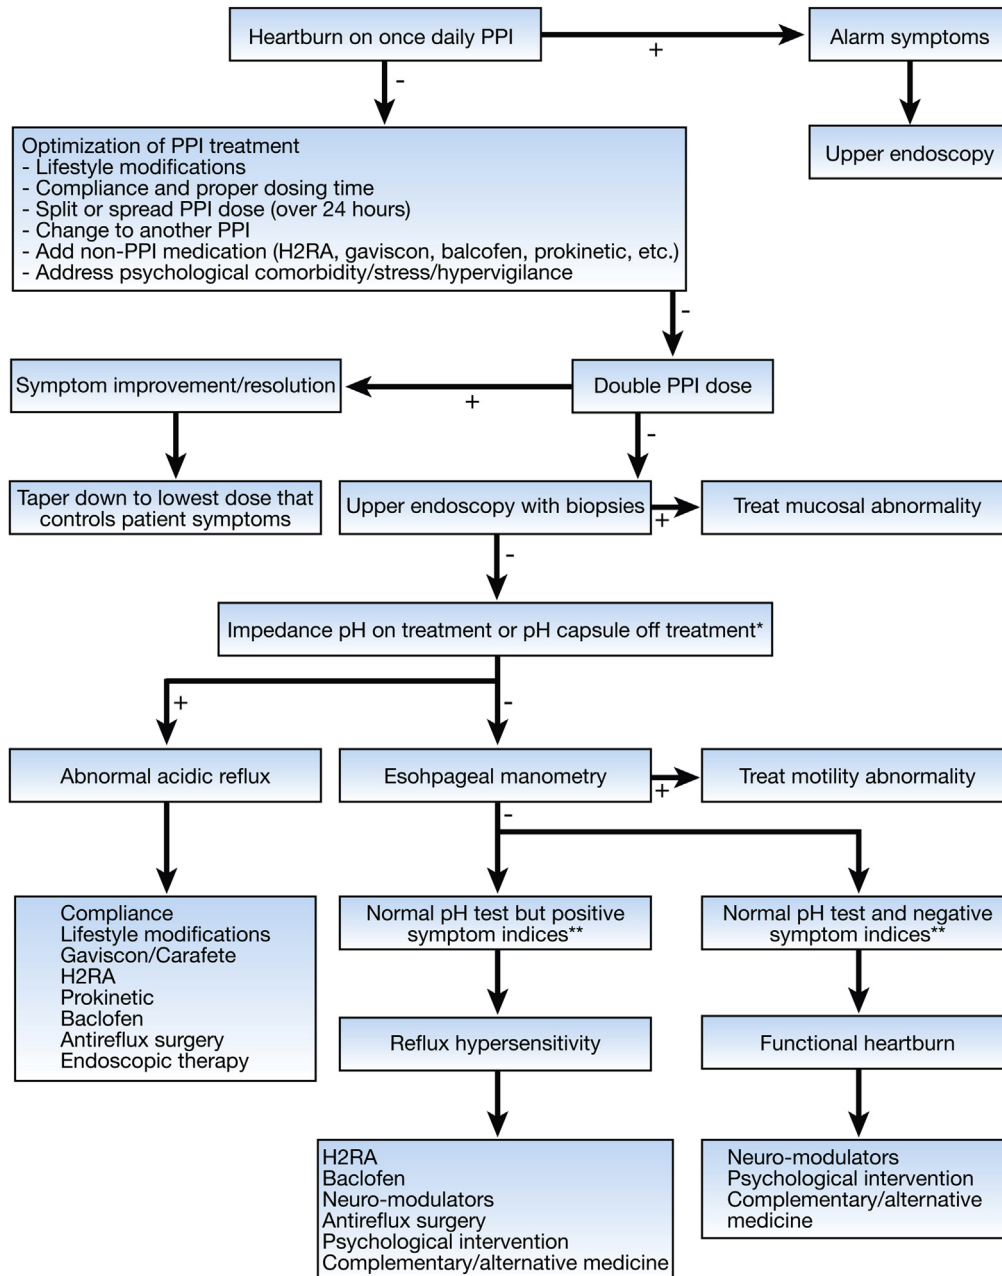 Heartburn on once daily PPI
+
Alarm symptoms
-
Upper endoscopy
Optimization of PPI treatment
- Lifestyle modifications
- Compliance and proper dosing time
- Split or spread PPI dose (over 24 hours)
- Change to another PPI
- Add non-PPI medication (H2RA, gaviscon, balcofen, prokinetic, etc.)
- Address psychological comorbidity/stress/hypervigilance
-
Symptom improvement/resolution
+
Double PPI dose
-
Taper down to lowest dose that
controls patient symptoms
Upper endoscopy with biopsies
+
Treat mucosal abnormality
-
Impedance pH on treatment or pH capsule off treatment*
+
-
Abnormal acidic reflux
Esohpageal manometry
+
Treat motility abnormality
-
Compliance
Lifestyle modifications
Gaviscon/Carafete
H2RA
Prokinetic
Baclofen
Antireflux surgery
Endoscopic therapy
Normal pH test but positive
symptom indices**
Normal pH test and negative
symptom indices**
Reflux hypersensitivity
Functional heartburn
H2RA
Baclofen
Neuro-modulators
Antireflux surgery
Psychological intervention
Complementary/alternative medicine
Neuro-modulators
Psychological intervention
Complementary/alternative
medicine